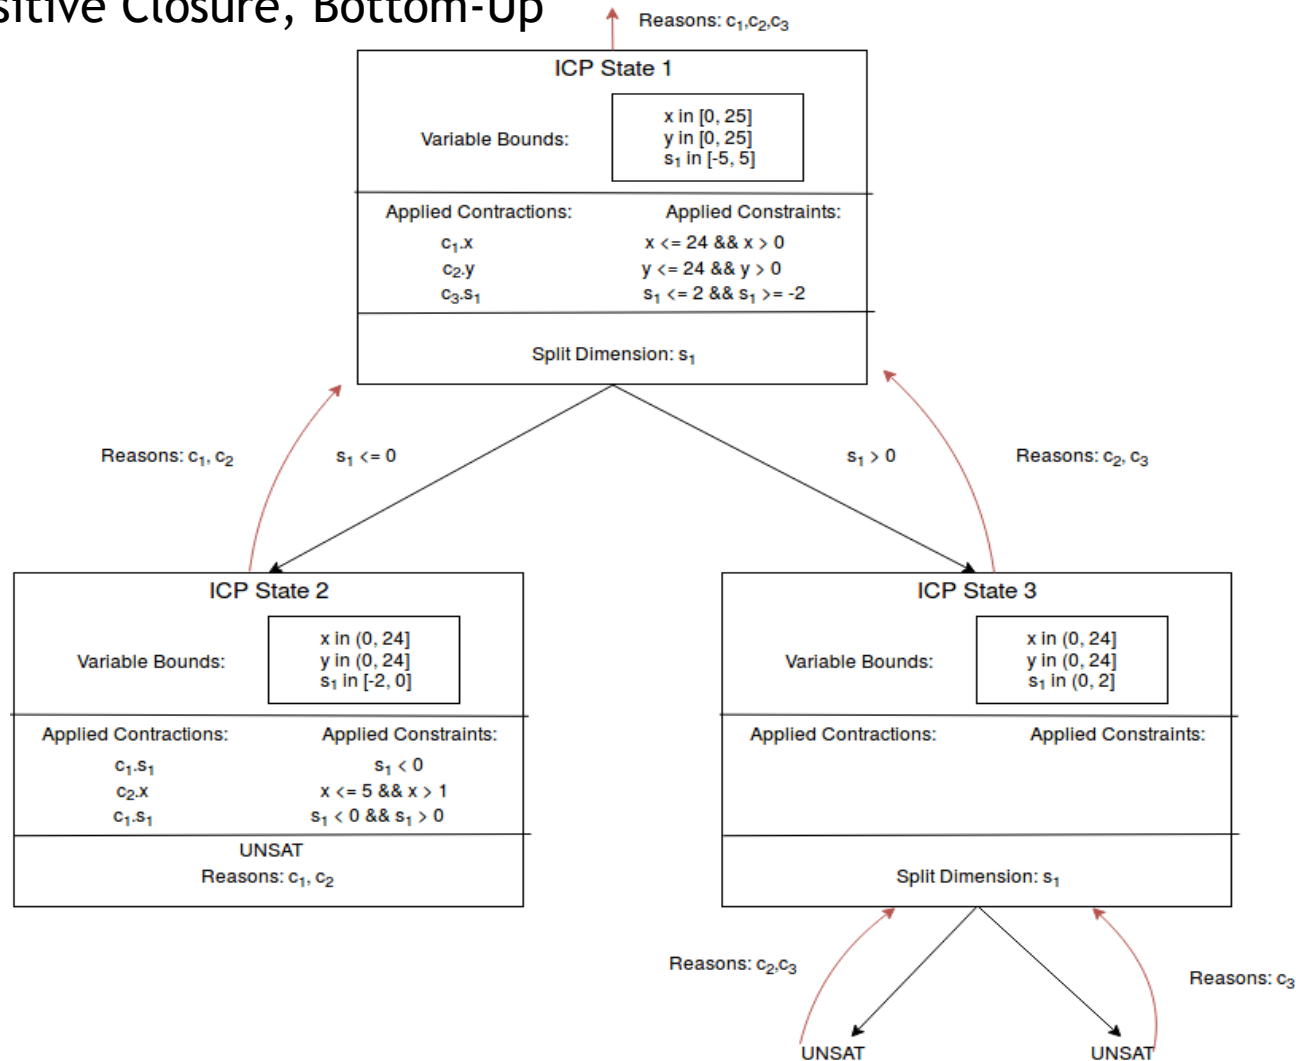 sitive Closure, Bottom-Up
Reasons: c₁,c₂,c₃
ICP State 1
Variable Bounds:
x in [0, 25]
y in [0, 25]
s₁ in [-5, 5]
Applied Contractions: Applied Constraints:
c₁.x x <= 24 && x > 0
c₂.y y <= 24 && y > 0
c₃.s₁ s₁ <= 2 && s₁ >= -2
Split Dimension: s₁
Reasons: c₁, c₂
s₁ <= 0
s₁ > 0
Reasons: c₂, c₃
ICP State 2
Variable Bounds:
x in (0, 24]
y in (0, 24]
s₁ in [-2, 0]
Applied Contractions: Applied Constraints:
c₁.s₁ s₁ < 0
c₂.x x <= 5 && x > 1
c₁.s₁ s₁ < 0 && s₁ > 0
UNSAT
Reasons: c₁, c₂
ICP State 3
Variable Bounds:
x in (0, 24]
y in (0, 24]
s₁ in (0, 2]
Applied Contractions: Applied Constraints:
Split Dimension: s₁
Reasons: c₂,c₃
Reasons: c₃
UNSAT
UNSAT